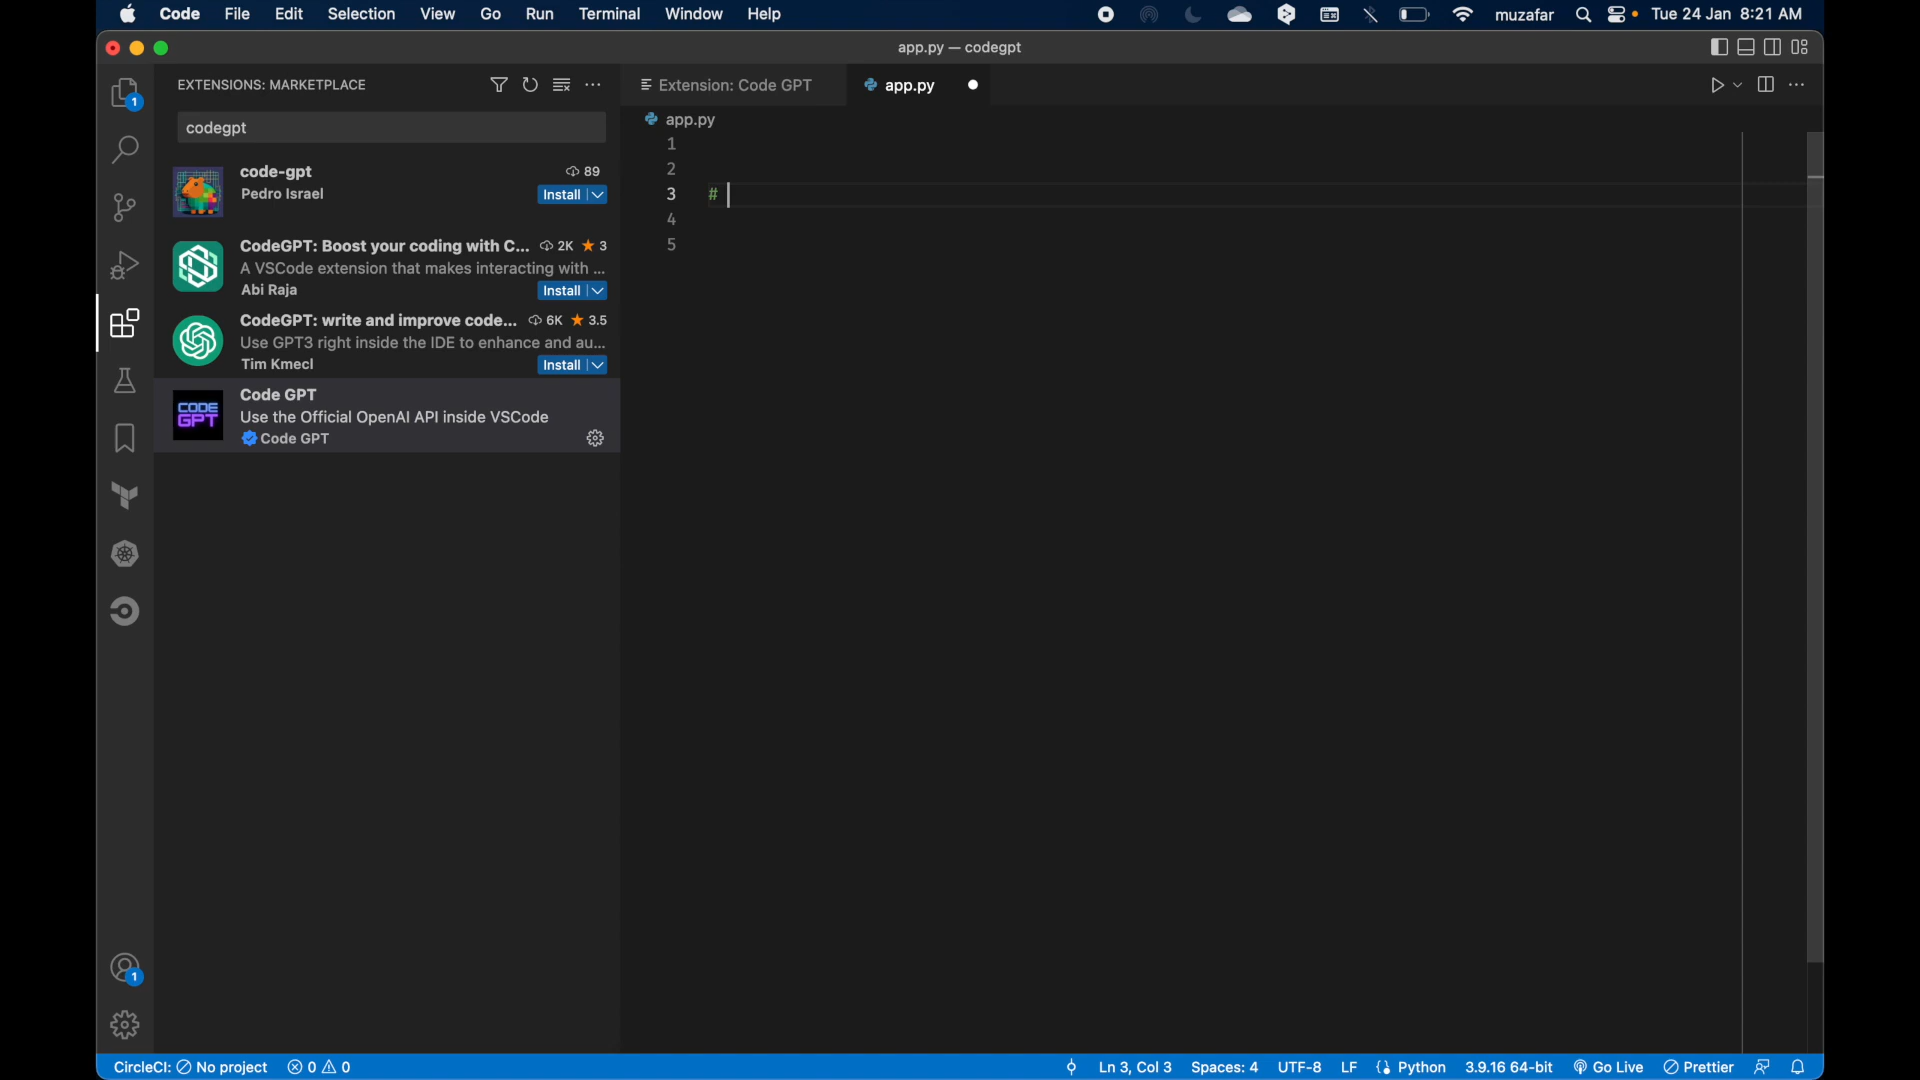 Code File Edit Selection View Go Run Terminal Window Help muzafar Tue 24 Jan 8:21 AM
app.py — codegpt
EXTENSIONS: MARKETPLACE
Extension: Code GPT app.py
codegpt
app.py
1
2
3 #
4
5
code-gpt 89
Pedro Israel Install
CodeGPT: Boost your coding with C... 2K ★ 3
A VSCode extension that makes interacting with ...
Abi Raja Install
CodeGPT: write and improve code... 6K ★ 3.5
Use GPT3 right inside the IDE to enhance and au...
Tim Kmecl Install
CODE
GPT
Code GPT
Use the Official OpenAI API inside VSCode
Code GPT
1
1
CircleCI: No project 0 0 Ln 3, Col 3 Spaces: 4 UTF-8 LF Python 3.9.16 64-bit Go Live Prettier